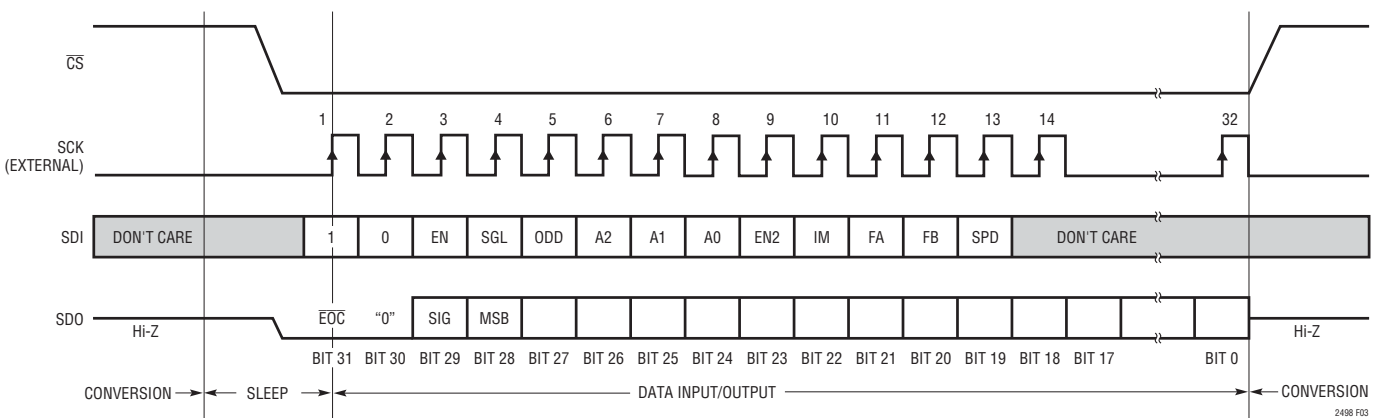 CS
1 2 3 4 5 6 7 8 9 10 11 12 13 14 32
SCK
(EXTERNAL)
SDI DON'T CARE 1 0 EN SGL ODD A2 A1 A0 EN2 IM FA FB SPD DON'T CARE
SDO Hi-Z EOC "0" SIG MSB Hi-Z
BIT 31 BIT 30 BIT 29 BIT 28 BIT 27 BIT 26 BIT 25 BIT 24 BIT 23 BIT 22 BIT 21 BIT 20 BIT 19 BIT 18 BIT 17 BIT 0
CONVERSION SLEEP DATA INPUT/OUTPUT CONVERSION
2498 F03